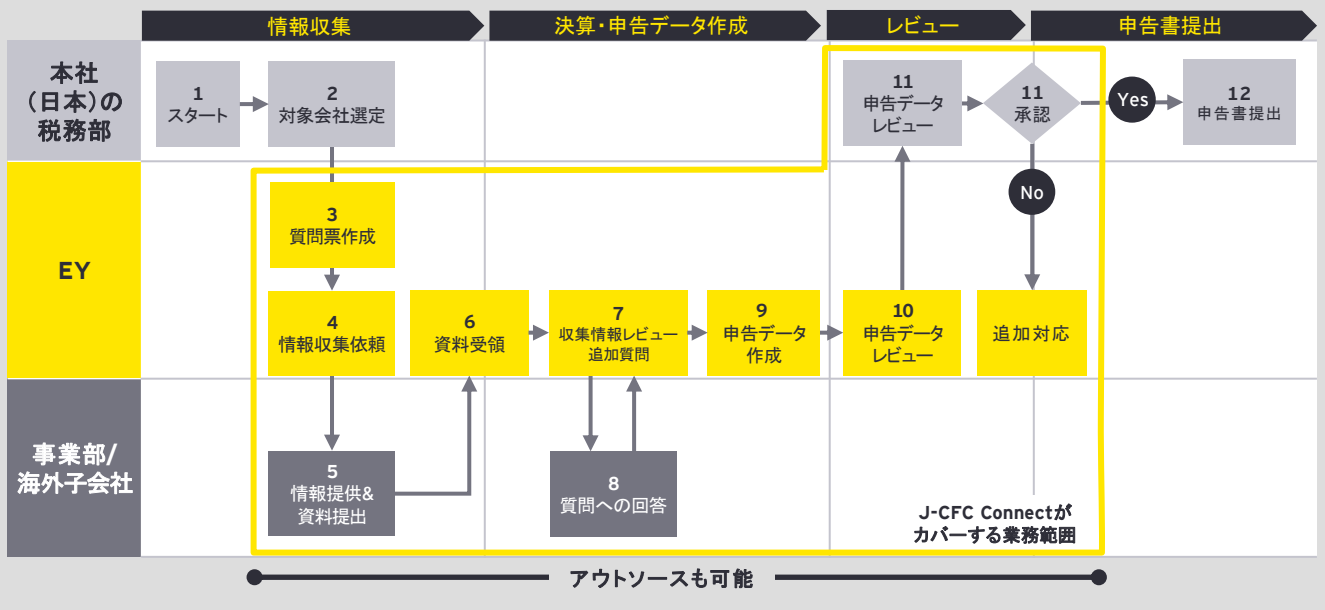 情報収集
決算・申告データ作成
レビュー
申告書提出
本社
（日本）の
税務部
1
スタート
2
対象会社選定
11
申告データ
レビュー
11
承認
Yes
12
申告書提出
No
EY
3
質問票作成
4
情報収集依頼
6
資料受領
7
収集情報レビュー
追加質問
9
申告データ
作成
10
申告データ
レビュー
追加対応
事業部/
海外子会社
5
情報提供&
資料提出
8
質問への回答
J-CFC Connectが
カバーする業務範囲
アウトソースも可能